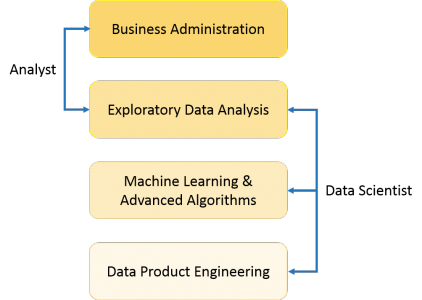 Business Administration
Analyst
Exploratory Data Analysis
Machine Learning &
Advanced Algorithms
Data Scientist
Data Product Engineering